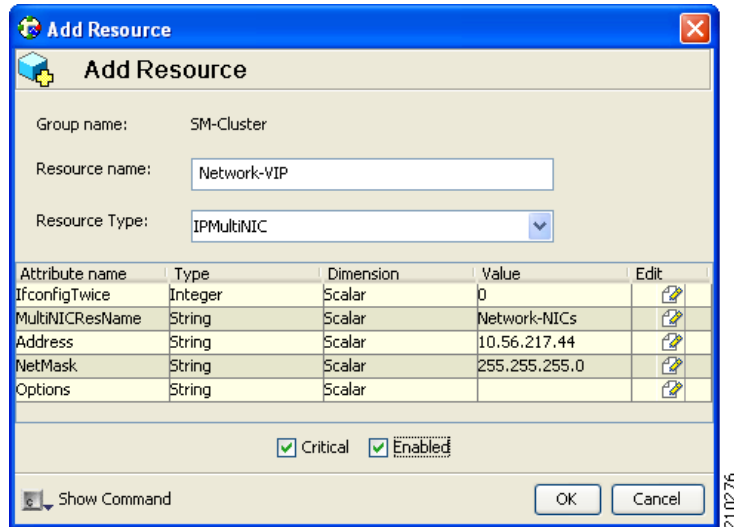 Add Resource
Add Resource
Group name: SM-Cluster
Resource name: Network-VIP
Resource Type: IPMultiNIC
Attribute name Type Dimension Value Edit
IfconfigTwice Integer Scalar 0
MultiNICResName String Scalar Network-NICs
Address String Scalar 10.56.217.44
NetMask String Scalar 255.255.255.0
Options String Scalar
Critical Enabled
Show Command OK Cancel
210276